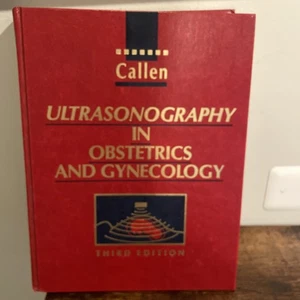 Callen
ULTRASONOGRAPHY
IN
OBSTETRICS
AND GYNECOLOGY
THIRD EDITION